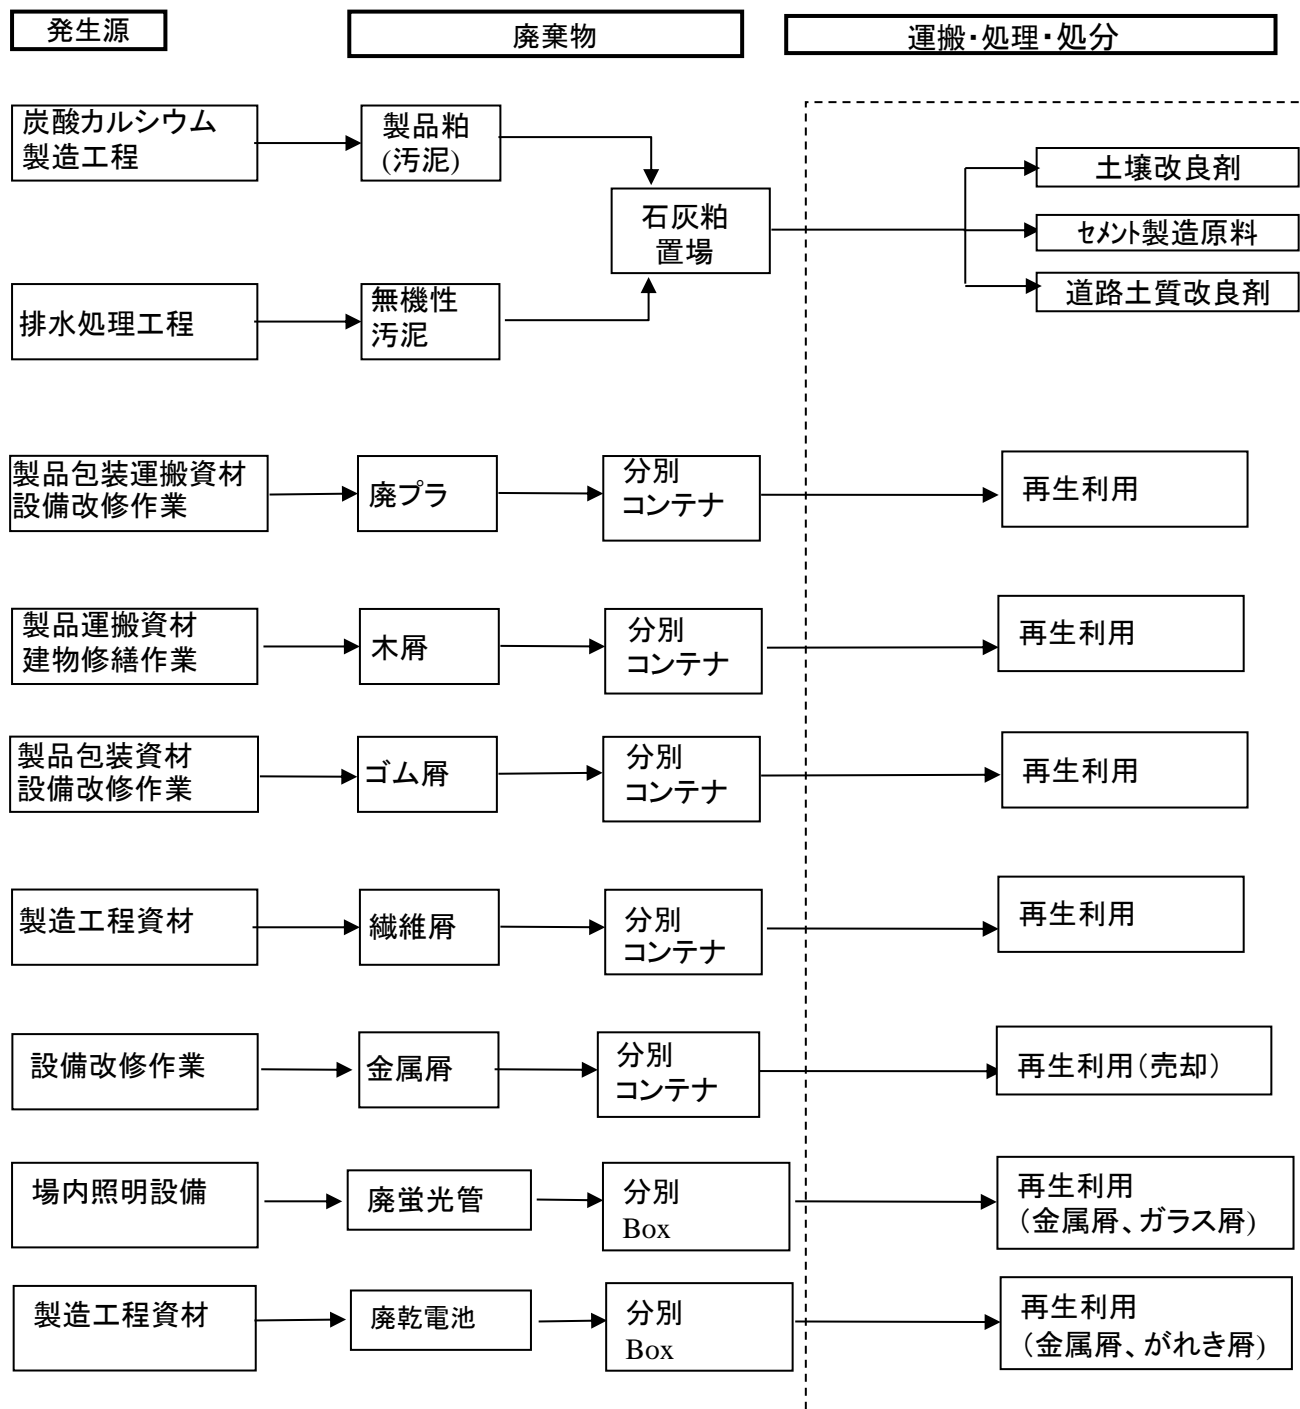 発生源
廃棄物
運搬・処理・処分
炭酸カルシウム
製造工程
製品粕
(汚泥)
石灰粕
置場
土壌改良剤
セメント製造原料
道路土質改良剤
排水処理工程
無機性
汚泥
製品包装運搬資材
設備改修作業
廃プラ
分別
コンテナ
再生利用
製品運搬資材
建物修繕作業
木屑
分別
コンテナ
再生利用
製品包装資材
設備改修作業
ゴム屑
分別
コンテナ
再生利用
製造工程資材
繊維屑
分別
コンテナ
再生利用
設備改修作業
金属屑
分別
コンテナ
再生利用(売却)
場内照明設備
廃蛍光管
分別
Box
再生利用
(金属屑、ガラス屑)
製造工程資材
廃乾電池
分別
Box
再生利用
(金属屑、がれき屑)